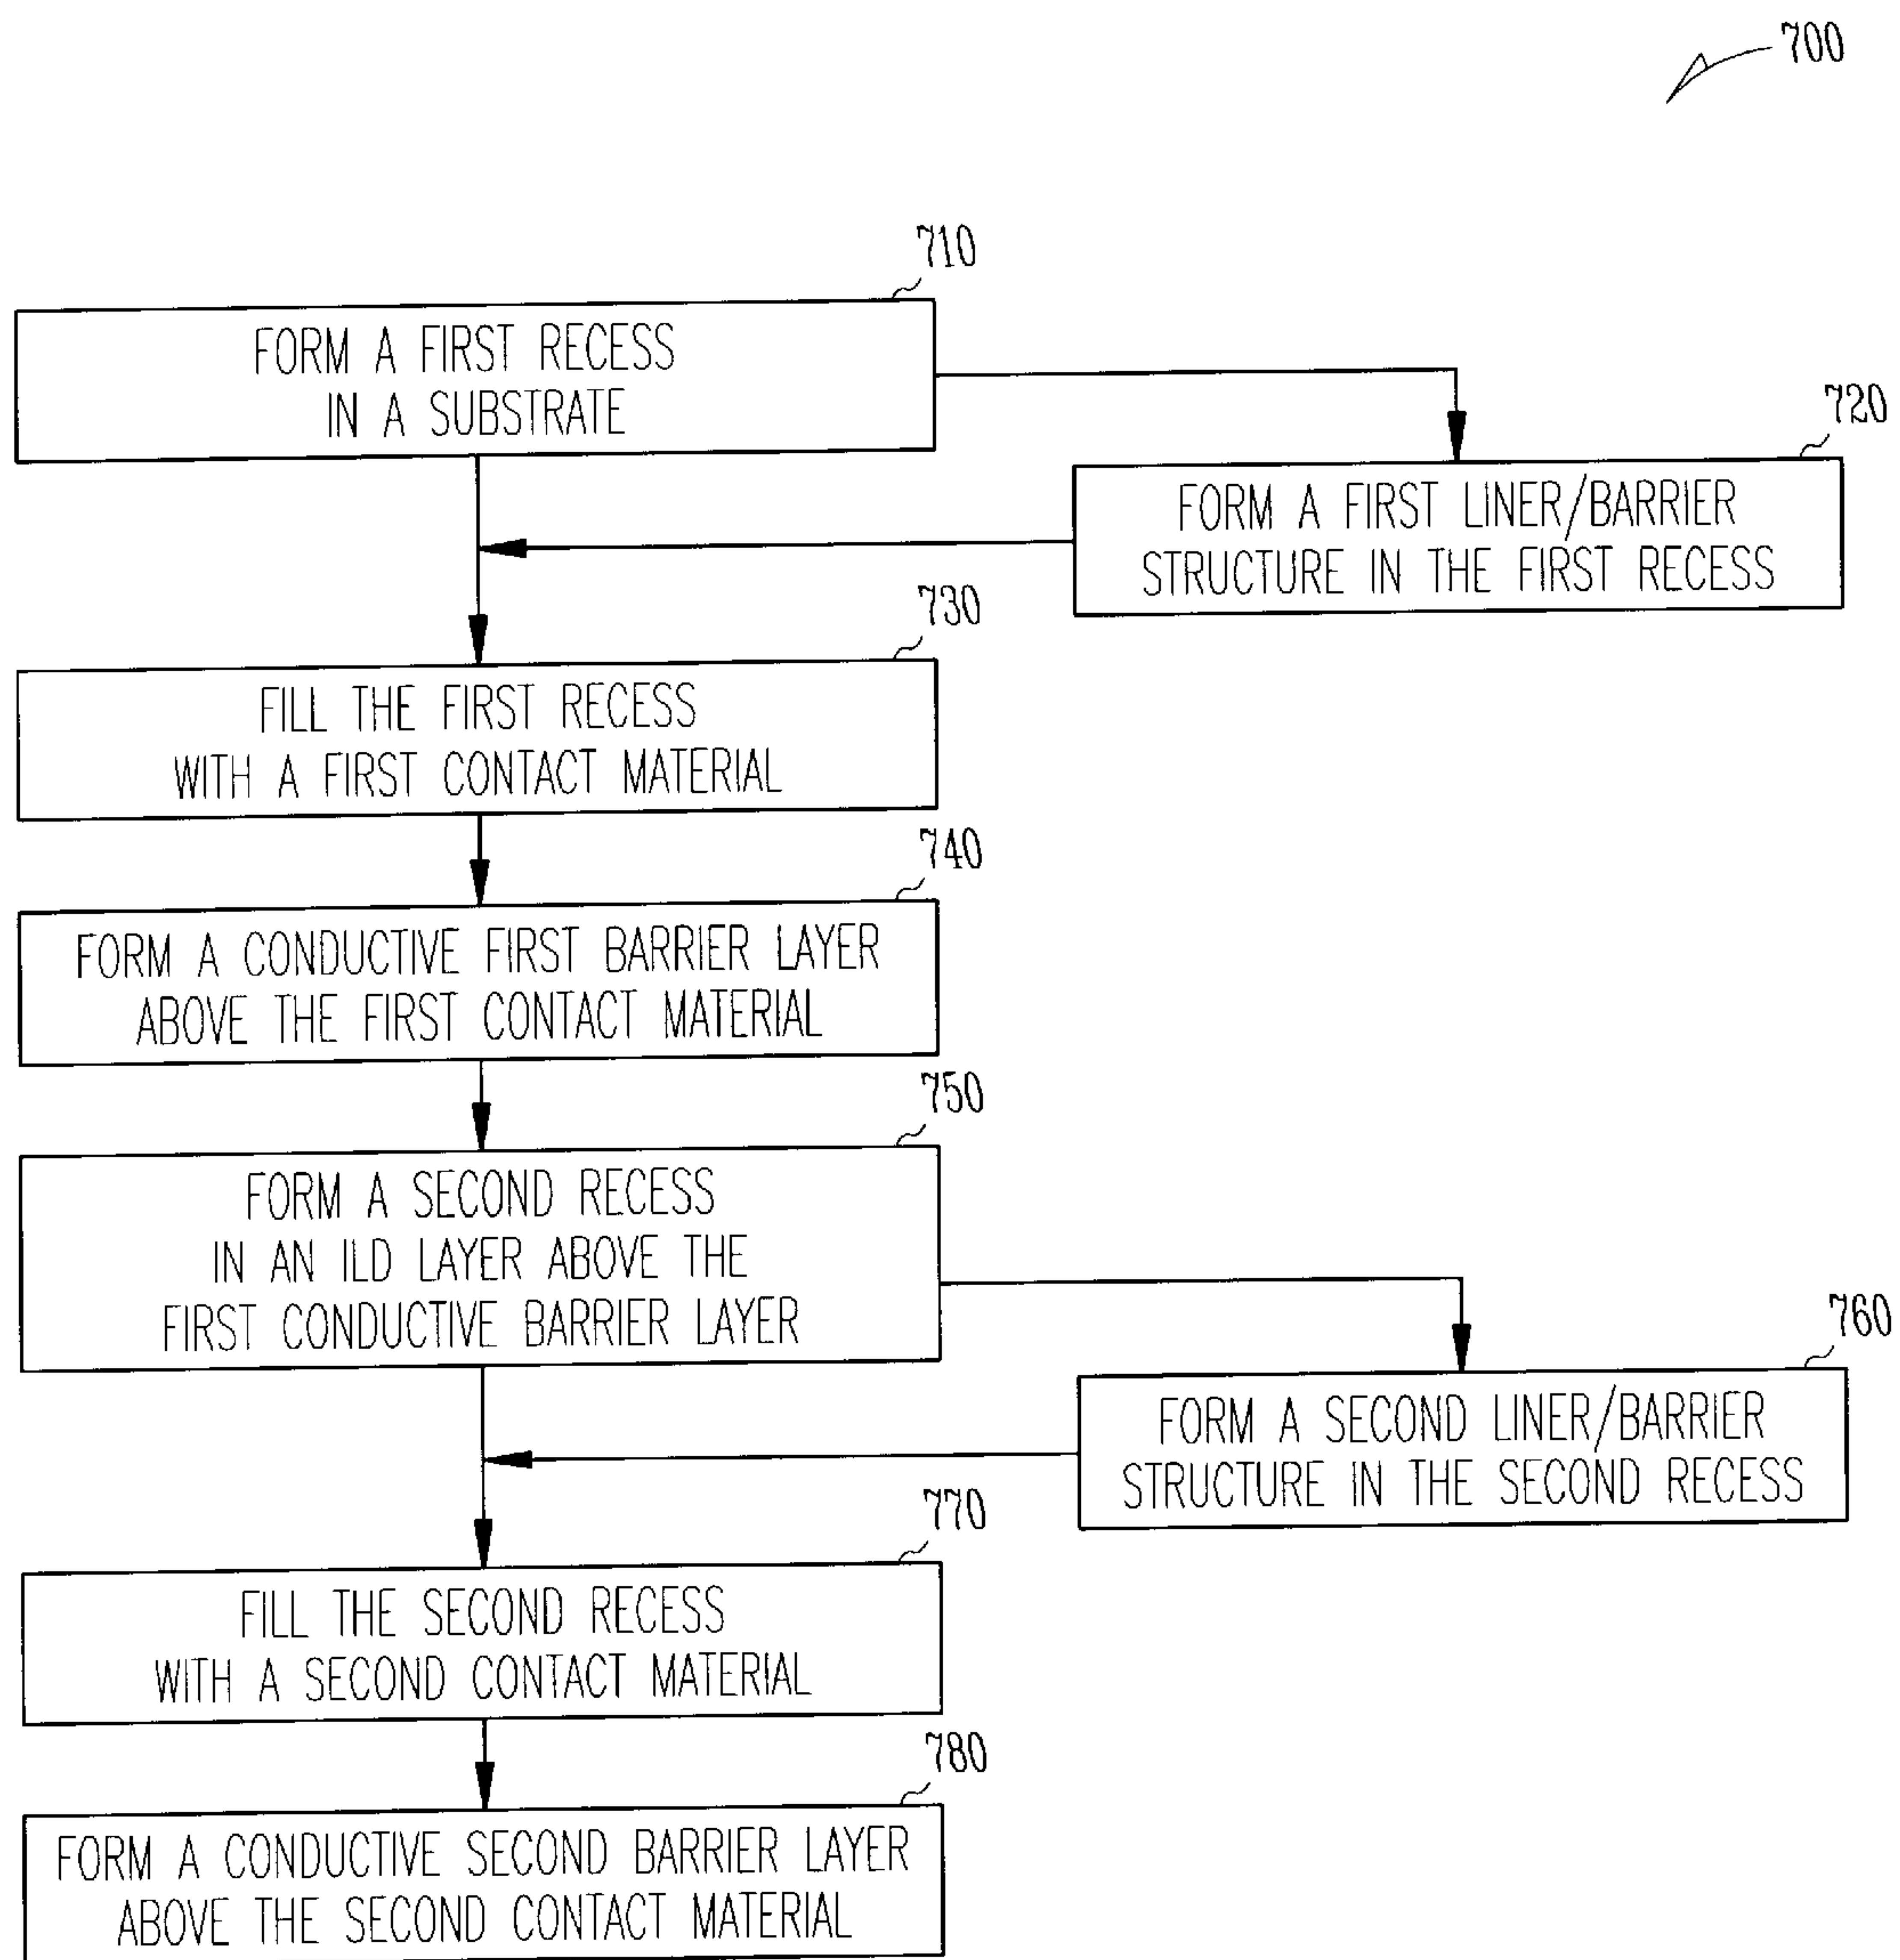 700
710
FORM A FIRST RECESS
IN A SUBSTRATE
720
FORM A FIRST LINER/BARRIER
STRUCTURE IN THE FIRST RECESS
730
FILL THE FIRST RECESS
WITH A FIRST CONTACT MATERIAL
740
FORM A CONDUCTIVE FIRST BARRIER LAYER
ABOVE THE FIRST CONTACT MATERIAL
750
FORM A SECOND RECESS
IN AN ILD LAYER ABOVE THE
FIRST CONDUCTIVE BARRIER LAYER
760
FORM A SECOND LINER/BARRIER
STRUCTURE IN THE SECOND RECESS
770
FILL THE SECOND RECESS
WITH A SECOND CONTACT MATERIAL
780
FORM A CONDUCTIVE SECOND BARRIER LAYER
ABOVE THE SECOND CONTACT MATERIAL